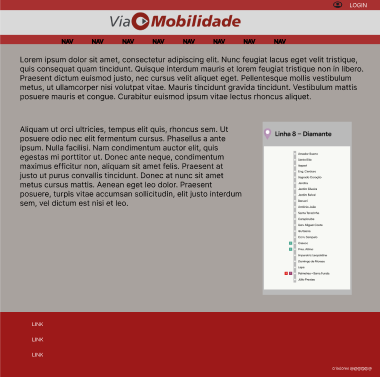 LOGIN
Via Mobilidade
NAV NAV NAV NAV NAV NAV NAV NAV
Lorem ipsum dolor sit amet, consectetur adipiscing elit. Nunc feugiat lacus eget velit tristique,
quis consequat quam tincidunt. Quisque interdum mauris et lorem feugiat tristique non in libero.
Praesent dictum euismod justo, nec cursus velit aliquet eget. Pellentesque mollis vestibulum
metus, ut ullamcorper nisi volutpat vitae. Mauris tincidunt gravida tincidunt. Vestibulum mattis
posuere mauris et congue. Curabitur euismod ipsum vitae lectus rhoncus aliquet.
Aliquam ut orci ultricies, tempus elit quis, rhoncus sem. Ut
posuere odio nec elit fermentum cursus. Phasellus a ante
ipsum. Nulla facilisi. Nam condimentum auctor elit, quis
egestas mi porttitor ut. Donec ante neque, condimentum
maximus efficitur non, aliquam sit amet felis. Praesent at
justo ut purus convallis tincidunt. Donec at nunc sit amet
metus cursus mattis. Aenean eget leo dolor. Praesent
posuere, turpis vitae accumsan sollicitudin, elit justo interdum
sem, vel dictum est nisi et leo.
Linha 8 – Diamante
LINK
LINK
LINK